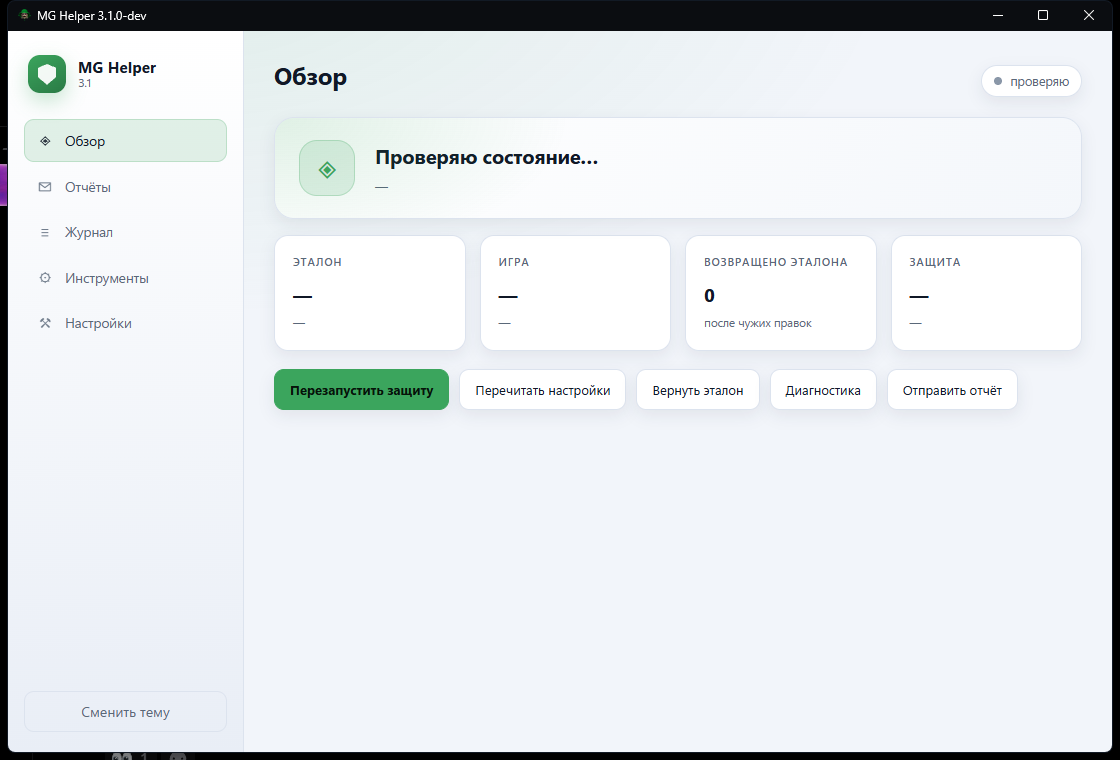 MG Helper 3.1.0-dev
MG Helper
3.1
Обзор
Отчёты
Журнал
Инструменты
Настройки
Сменить тему
Обзор
проверяю
Проверяю состояние...
—
ЭТАЛОН
—
—
ИГРА
—
—
ВОЗВРАЩЕНО ЭТАЛОНА
0
после чужих правок
ЗАЩИТА
—
—
Перезапустить защиту
Перечитать настройки
Вернуть эталон
Диагностика
Отправить отчёт